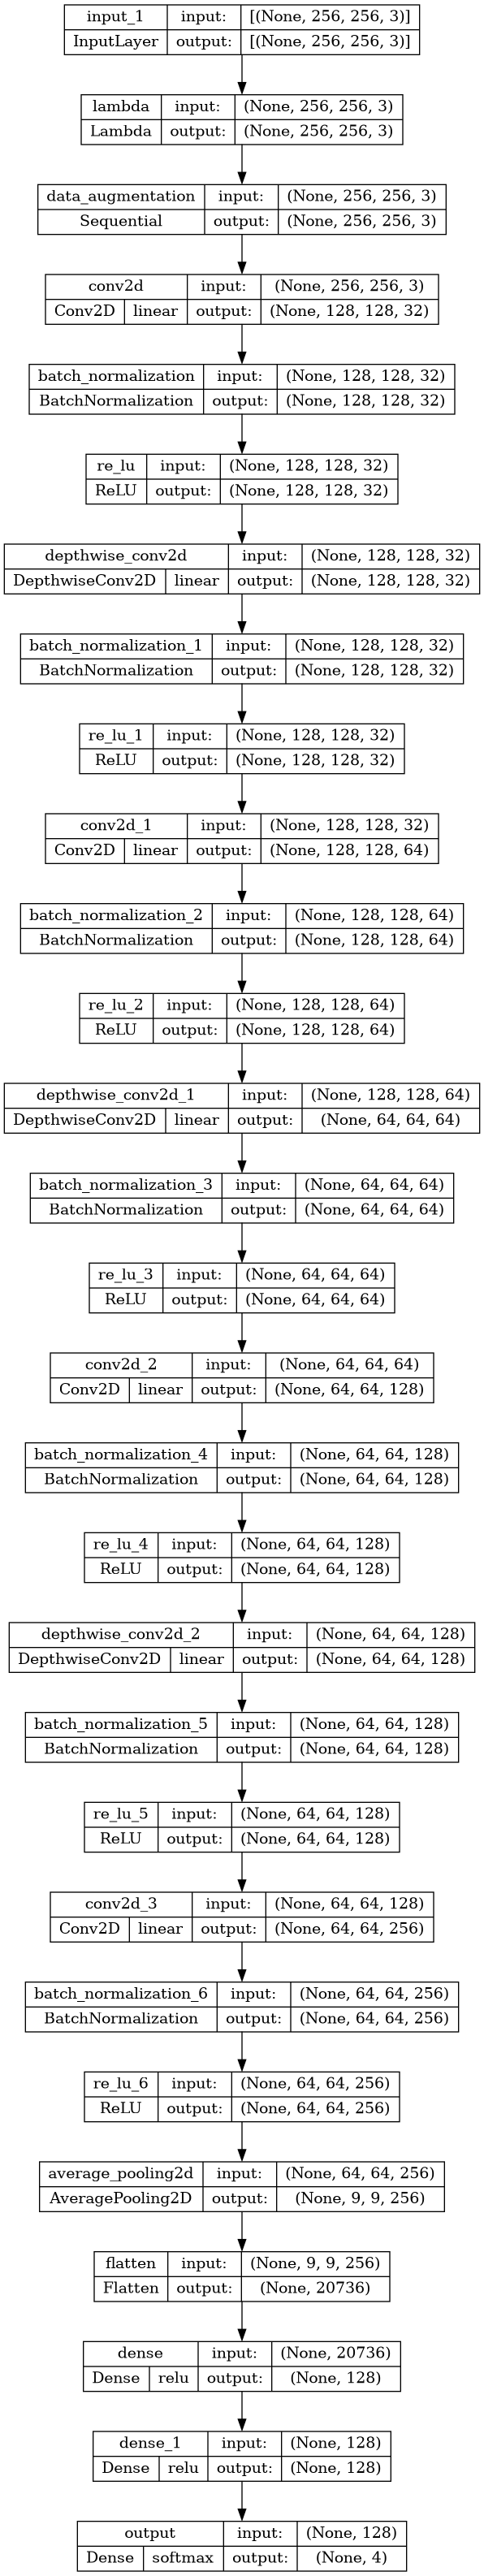 input_1 input: [(None, 256, 256, 3)]
InputLayer output: [(None, 256, 256, 3)]
lambda input: (None, 256, 256, 3)
Lambda output: (None, 256, 256, 3)
data_augmentation input: (None, 256, 256, 3)
Sequential output: (None, 256, 256, 3)
conv2d input: (None, 256, 256, 3)
Conv2D linear output: (None, 128, 128, 32)
batch_normalization input: (None, 128, 128, 32)
BatchNormalization output: (None, 128, 128, 32)
re_lu input: (None, 128, 128, 32)
ReLU output: (None, 128, 128, 32)
depthwise_conv2d input: (None, 128, 128, 32)
DepthwiseConv2D linear output: (None, 128, 128, 32)
batch_normalization_1 input: (None, 128, 128, 32)
BatchNormalization output: (None, 128, 128, 32)
re_lu_1 input: (None, 128, 128, 32)
ReLU output: (None, 128, 128, 32)
conv2d_1 input: (None, 128, 128, 32)
Conv2D linear output: (None, 128, 128, 64)
batch_normalization_2 input: (None, 128, 128, 64)
BatchNormalization output: (None, 128, 128, 64)
re_lu_2 input: (None, 128, 128, 64)
ReLU output: (None, 128, 128, 64)
depthwise_conv2d_1 input: (None, 128, 128, 64)
DepthwiseConv2D linear output: (None, 64, 64, 64)
batch_normalization_3 input: (None, 64, 64, 64)
BatchNormalization output: (None, 64, 64, 64)
re_lu_3 input: (None, 64, 64, 64)
ReLU output: (None, 64, 64, 64)
conv2d_2 input: (None, 64, 64, 64)
Conv2D linear output: (None, 64, 64, 128)
batch_normalization_4 input: (None, 64, 64, 128)
BatchNormalization output: (None, 64, 64, 128)
re_lu_4 input: (None, 64, 64, 128)
ReLU output: (None, 64, 64, 128)
depthwise_conv2d_2 input: (None, 64, 64, 128)
DepthwiseConv2D linear output: (None, 64, 64, 128)
batch_normalization_5 input: (None, 64, 64, 128)
BatchNormalization output: (None, 64, 64, 128)
re_lu_5 input: (None, 64, 64, 128)
ReLU output: (None, 64, 64, 128)
conv2d_3 input: (None, 64, 64, 128)
Conv2D linear output: (None, 64, 64, 256)
batch_normalization_6 input: (None, 64, 64, 256)
BatchNormalization output: (None, 64, 64, 256)
re_lu_6 input: (None, 64, 64, 256)
ReLU output: (None, 64, 64, 256)
average_pooling2d input: (None, 64, 64, 256)
AveragePooling2D output: (None, 9, 9, 256)
flatten input: (None, 9, 9, 256)
Flatten output: (None, 20736)
dense input: (None, 20736)
Dense relu output: (None, 128)
dense_1 input: (None, 128)
Dense relu output: (None, 128)
output input: (None, 128)
Dense softmax output: (None, 4)